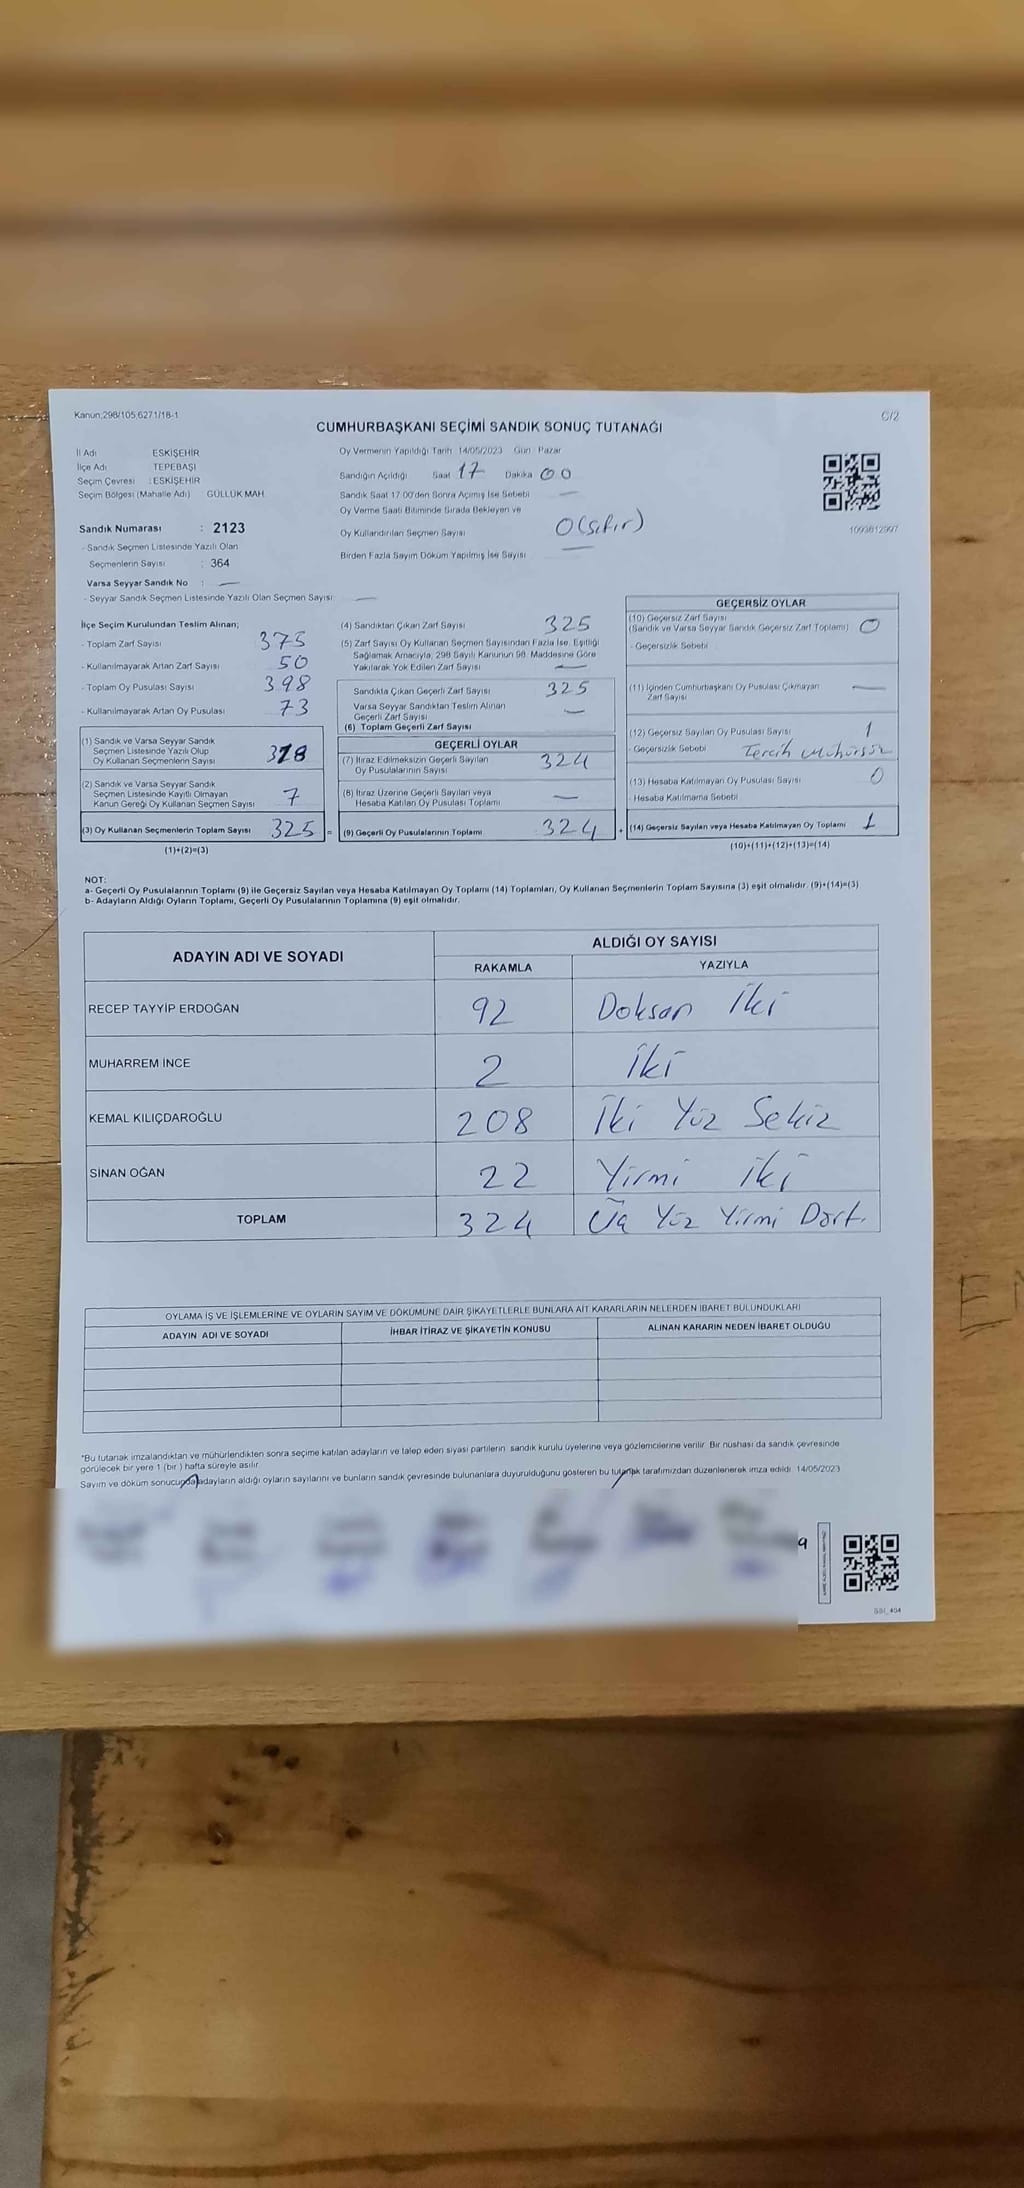 Kanun;298/105 6271/18-1
C/2
CUMHURBAŞKANI SEÇİMİ SANDIK SONUÇ TUTANAĞI
İl Adı ESKİŞEHİR
İlçe Adı TEPEBAŞI
Seçim Çevresi : ESKİŞEHİR
Seçim Bölgesi (Mahalle Adı) GÜLLÜK MAH.
Sandık Numarası : 2123
- Sandık Seçmen Listesinde Yazılı Olan
Seçmenlerin Sayısı : 364
Varsa Seyyar Sandık No : —
- Seyyar Sandık Seçmen Listesinde Yazılı Olan Seçmen Sayısı —
Oy Vermenin Yapıldığı Tarih 14/05/2023 Gün Pazar
Sandığın Açıldığı Saat 17 Dakika 00
Sandık Saat 17.00'den Sonra Açımış İse Sebebi —
Oy Verme Saati Bitiminde Sırada Bekleyen ve
Oy Kullandırılan Seçmen Sayısı 0 (Sıfır)
Birden Fazla Sayım Döküm Yapılmış İse Sayısı —
1093812997
İlçe Seçim Kurulundan Teslim Alınan;
- Toplam Zarf Sayısı 375
- Kullanılmayarak Artan Zarf Sayısı 50
- Toplam Oy Pusulası Sayısı 398
- Kullanılmayarak Artan Oy Pusulası 73
(1) Sandık ve Varsa Seyyar Sandık
Seçmen Listesinde Yazılı Olup
Oy Kullanan Seçmenlerin Sayısı 318
(2) Sandık ve Varsa Seyyar Sandık
Seçmen Listesinde Kayıtlı Olmayan
Kanun Gereği Oy Kullanan Seçmen Sayısı 7
(3) Oy Kullanan Seçmenlerin Toplam Sayısı 325 =
(1)+(2)=(3)
(4) Sandıktan Çıkan Zarf Sayısı 325
(5) Zarf Sayısı Oy Kullanan Seçmen Sayısından Fazla İse, Eşitliği
Sağlamak Amacıyla, 298 Sayılı Kanunun 98. Maddesine Göre
Yakılarak Yok Edilen Zarf Sayısı —
Sandıkta Çıkan Geçerli Zarf Sayısı 325
Varsa Seyyar Sandıktan Teslim Alınan
Geçerli Zarf Sayısı —
(6) Toplam Geçerli Zarf Sayısı
GEÇERLİ OYLAR
(7) İtiraz Edilmeksizin Geçerli Sayılan
Oy Pusulalarının Sayısı 324
(8) İtiraz Üzerine Geçerli Sayılan veya
Hesaba Katılan Oy Pusulası Toplamı —
(9) Geçerli Oy Pusulalarının Toplamı 324 +
GEÇERSİZ OYLAR
(10) Geçersiz Zarf Sayısı
(Sandık ve Varsa Seyyar Sandık Geçersiz Zarf Toplamı) 0
- Geçersizlik Sebebi
(11) İçinden Cumhurbaşkanı Oy Pusulası Çıkmayan
Zarf Sayısı —
(12) Geçersiz Sayılan Oy Pusulası Sayısı 1
- Geçersizlik Sebebi Tercih mühürsüz
(13) Hesaba Katılmayan Oy Pusulası Sayısı 0
- Hesaba Katılmama Sebebi
(14) Geçersiz Sayılan veya Hesaba Katılmayan Oy Toplamı 1
(10)+(11)+(12)+(13)=(14)
NOT:
a- Geçerli Oy Pusulalarının Toplamı (9) ile Geçersiz Sayılan veya Hesaba Katılmayan Oy Toplamı (14) Toplamları, Oy Kullanan Seçmenlerin Toplam Sayısına (3) eşit olmalıdır. (9)+(14)=(3)
b- Adayların Aldığı Oyların Toplamı, Geçerli Oy Pusulalarının Toplamına (9) eşit olmalıdır.
ADAYIN ADI VE SOYADI ALDIĞI OY SAYISI
RAKAMLA YAZIYLA
RECEP TAYYİP ERDOĞAN 92 Doksan İki
MUHARREM İNCE 2 İki
KEMAL KILIÇDAROĞLU 208 İki Yüz Sekiz
SİNAN OĞAN 22 Yirmi iki
TOPLAM 324 Üç Yüz Yirmi Dört.
OYLAMA İŞ VE İŞLEMLERİNE VE OYLARIN SAYIM VE DÖKÜMÜNE DAİR ŞİKAYETLERLE BUNLARA AİT KARARLARIN NELERDEN İBARET BULUNDUKLARI
ADAYIN ADI VE SOYADI İHBAR İTİRAZ VE ŞİKAYETİN KONUSU ALINAN KARARIN NEDEN İBARET OLDUĞU
*Bu tutanak imzalandıktan ve mühürlendikten sonra seçime katılan adayların ve talep eden siyasi partilerin sandık kurulu üyelerine veya gözlemcilerine verilir. Bir nüshası da sandık çevresinde
görülecek bir yere 1 (bir ) hafta süreyle asılır.
Sayım ve döküm sonucunda adayların aldığı oyların sayılarını ve bunların sandık çevresinde bulunanlara duyurulduğunu gösteren bu tutanak tarafımızdan düzenlenerek imza edildi. 14/05/2023